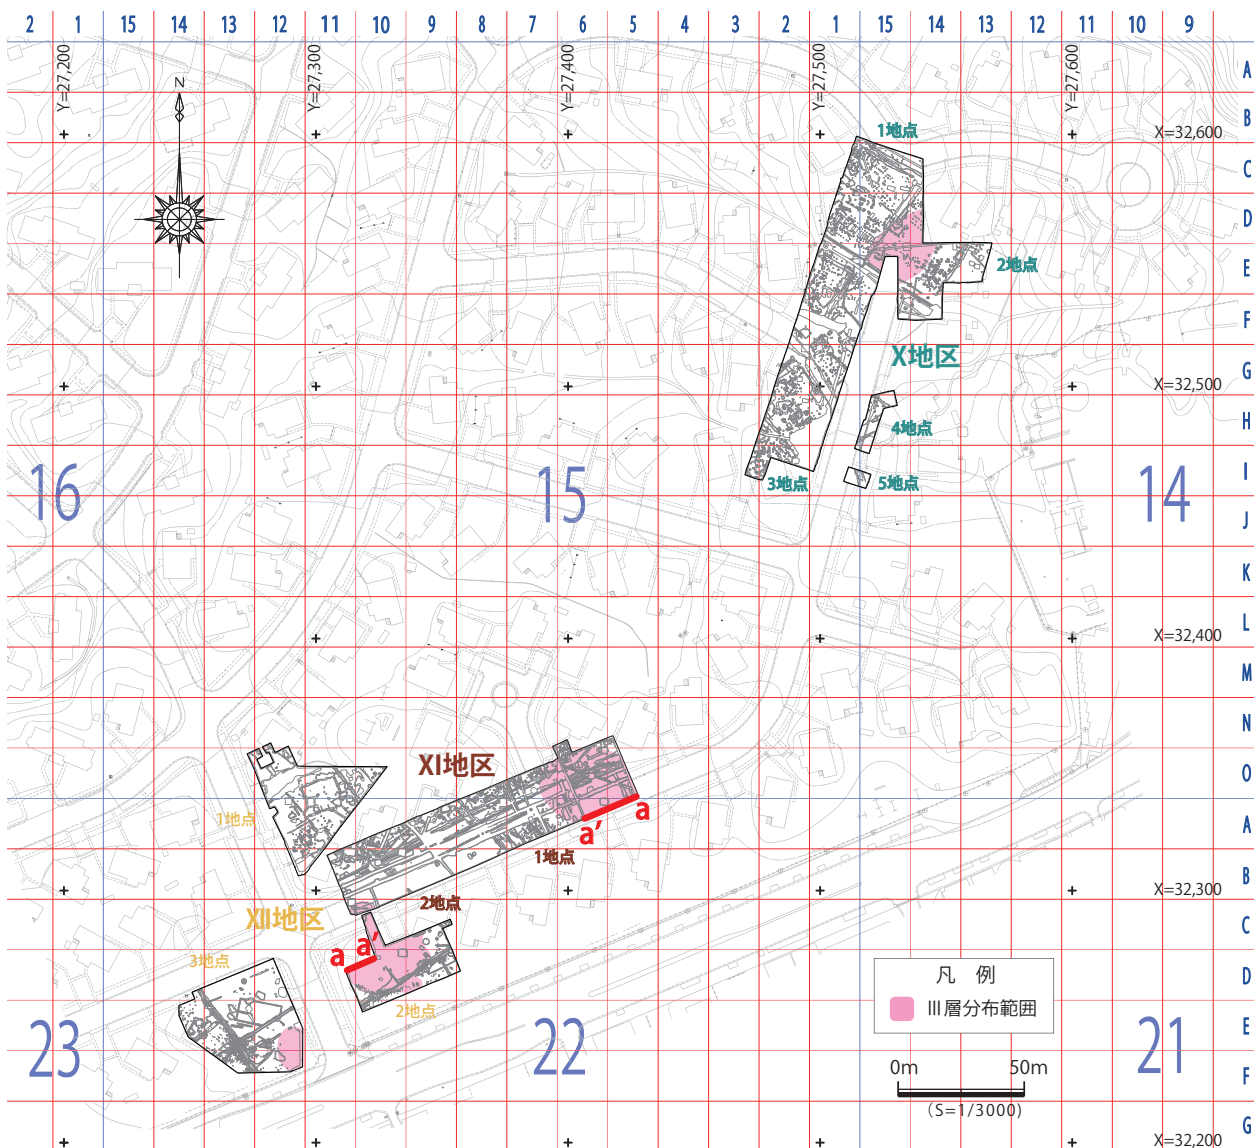 2 1 15 14 13 12 11 10 9 8 7 6 5 4 3 2 1 15 14 13 12 11 10 9
Y=27,200
Y=27,300
Y=27,400
Y=27,500
Y=27,600
A
N
B
1地点
X=32,600
C
D
E
2地点
F
X地区
G
X=32,500
H
4地点
16
15
3地点
5地点
14
I
J
K
L
X=32,400
M
N
XI地区
O
1地点
a
a′
A
1地点
B
X=32,300
2地点
XII地区
C
a′
a
3地点
D
凡 例
2地点
III層分布範囲
23
22
21
E
0m 50m
F
(S=1/3000)
G
X=32,200